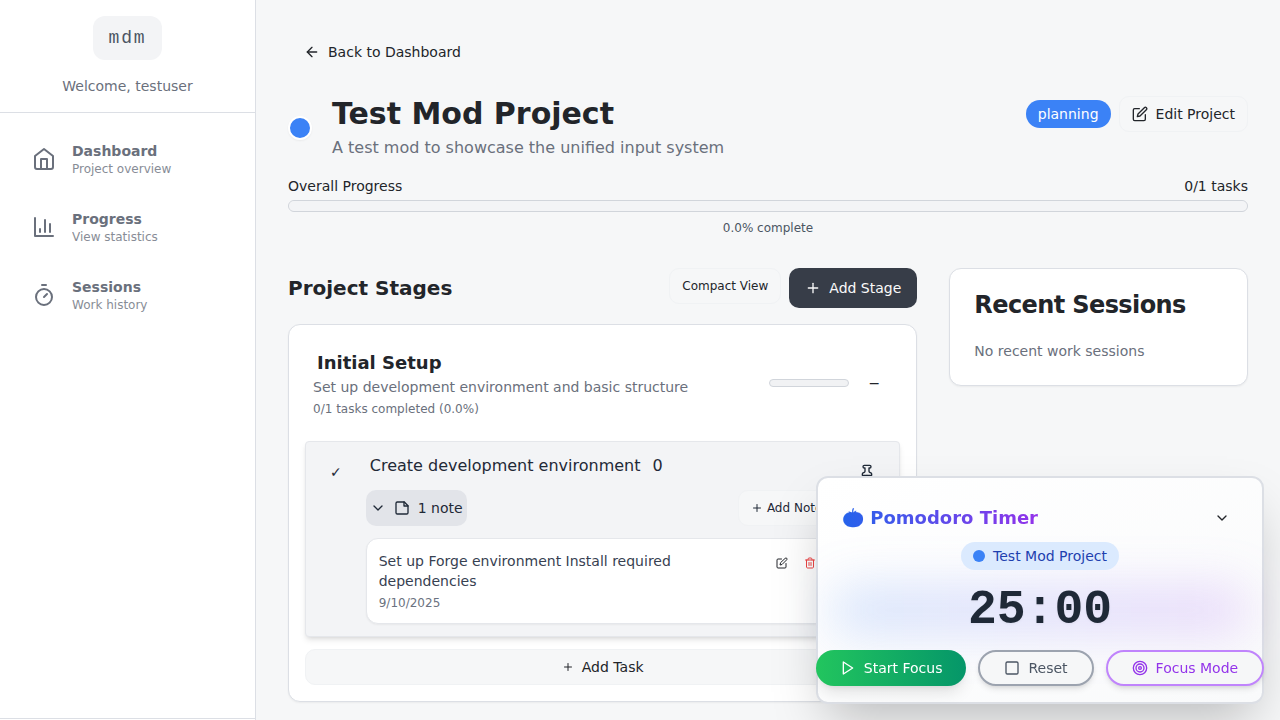 mdm
Welcome, testuser
Dashboard
Project overview
Progress
View statistics
Sessions
Work history
Back to Dashboard
Test Mod Project
A test mod to showcase the unified input system
planning
Edit Project
Overall Progress
0/1 tasks
0.0% complete
Project Stages
Compact View
Add Stage
Initial Setup
Set up development environment and basic structure
0/1 tasks completed (0.0%)
Create development environment 0
1 note
Add Not
Set up Forge environment Install required
dependencies
9/10/2025
Add Task
Recent Sessions
No recent work sessions
Pomodoro Timer
Test Mod Project
25:00
Start Focus
Reset
Focus Mode